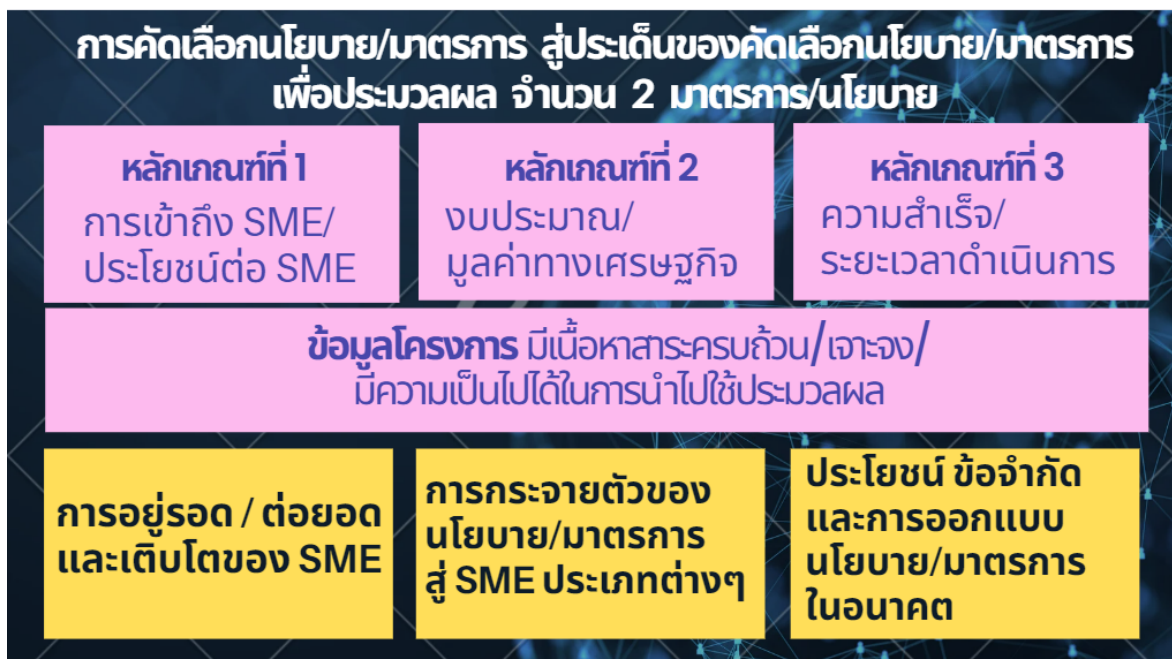 การคัดเลือกนโยบาย/มาตรการ สู่ประเด็นของคัดเลือกนโยบาย/มาตรการ
เพื่อประมวลผล จำนวน 2 มาตรการ/นโยบาย
หลักเกณฑ์ที่ 1
การเข้าถึง SME/
ประโยชน์ต่อ SME
หลักเกณฑ์ที่ 2
งบประมาณ/
มูลค่าทางเศรษฐกิจ
หลักเกณฑ์ที่ 3
ความสำเร็จ/
ระยะเวลาดำเนินการ
ข้อมูลโครงการ มีเนื้อหาสาระครบถ้วน/เจาะจง/
มีความเป็นไปได้ในการนำไปใช้ประมวลผล
การอยู่รอด / ต่อยอด
และเติบโตของ SME
การกระจายตัวของ
นโยบาย/มาตรการ
สู่ SME ประเภทต่างๆ
ประโยชน์ ข้อจำกัด
และการออกแบบ
นโยบาย/มาตรการ
ในอนาคต